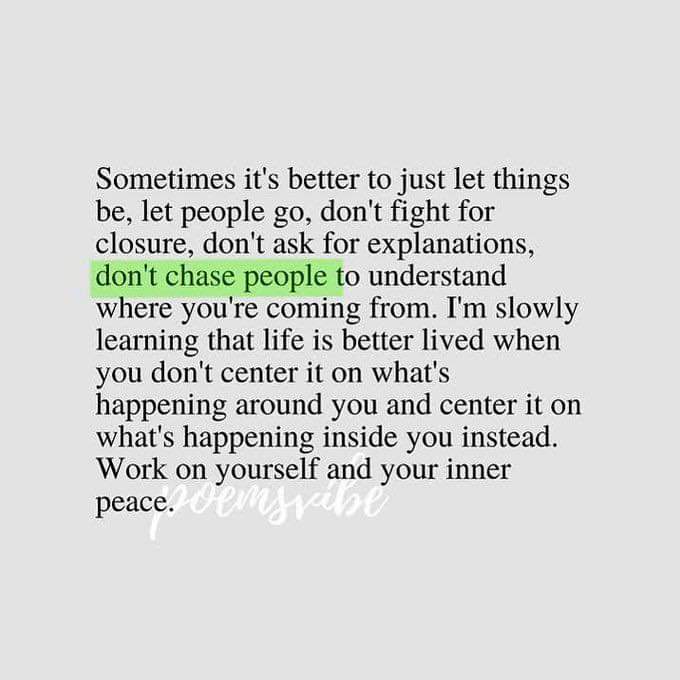 Sometimes it's better to just let things
be, let people go, don't fight for
closure, don't ask for explanations,
don't chase people to understand
where you're coming from. I'm slowly
learning that life is better lived when
you don't center it on what's
happening around you and center it on
what's happening inside you instead.
Work on yourself and your inner
peace.
poemsvibe